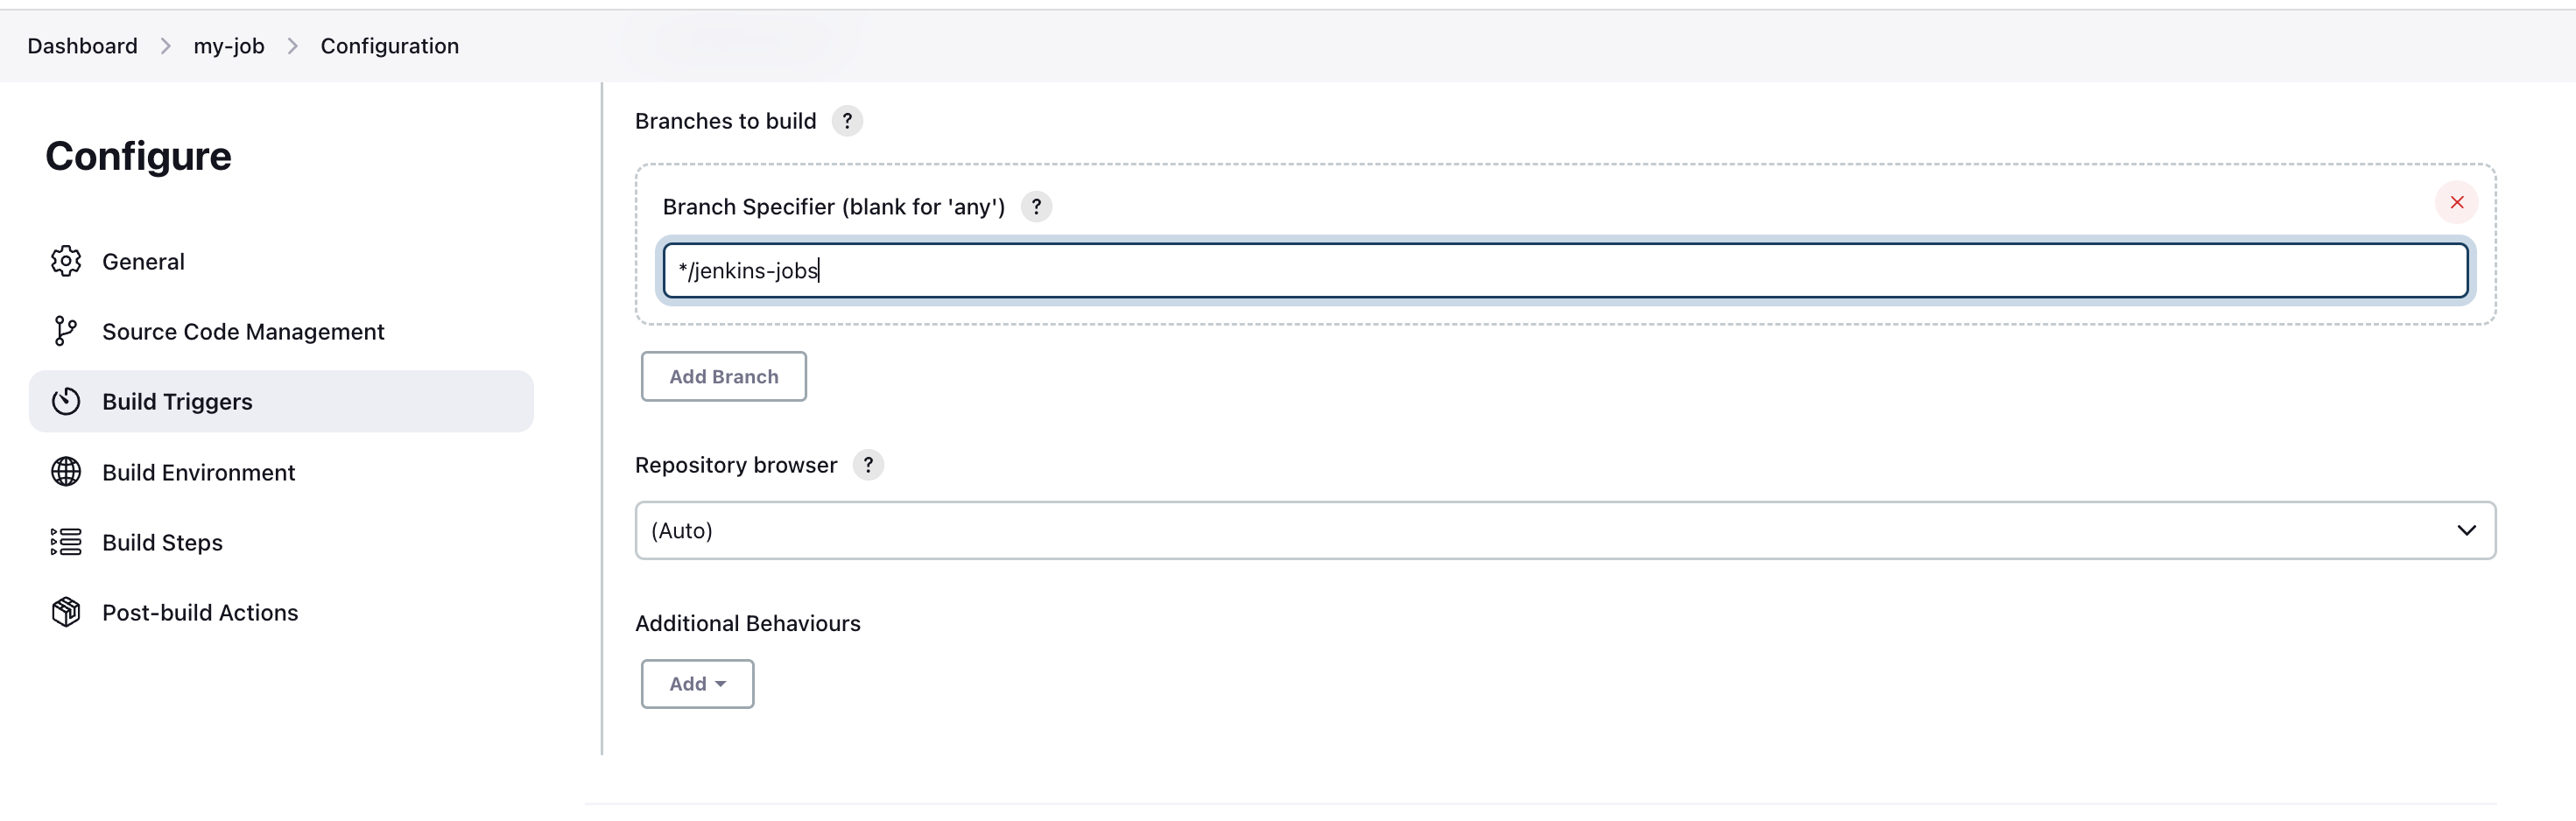 Dashboard > my-job > Configuration
Configure
General
Source Code Management
Build Triggers
Build Environment
Build Steps
Post-build Actions
Branches to build ?
Branch Specifier (blank for 'any') ?
*/jenkins-jobs
Add Branch
Repository browser ?
(Auto)
Additional Behaviours
Add